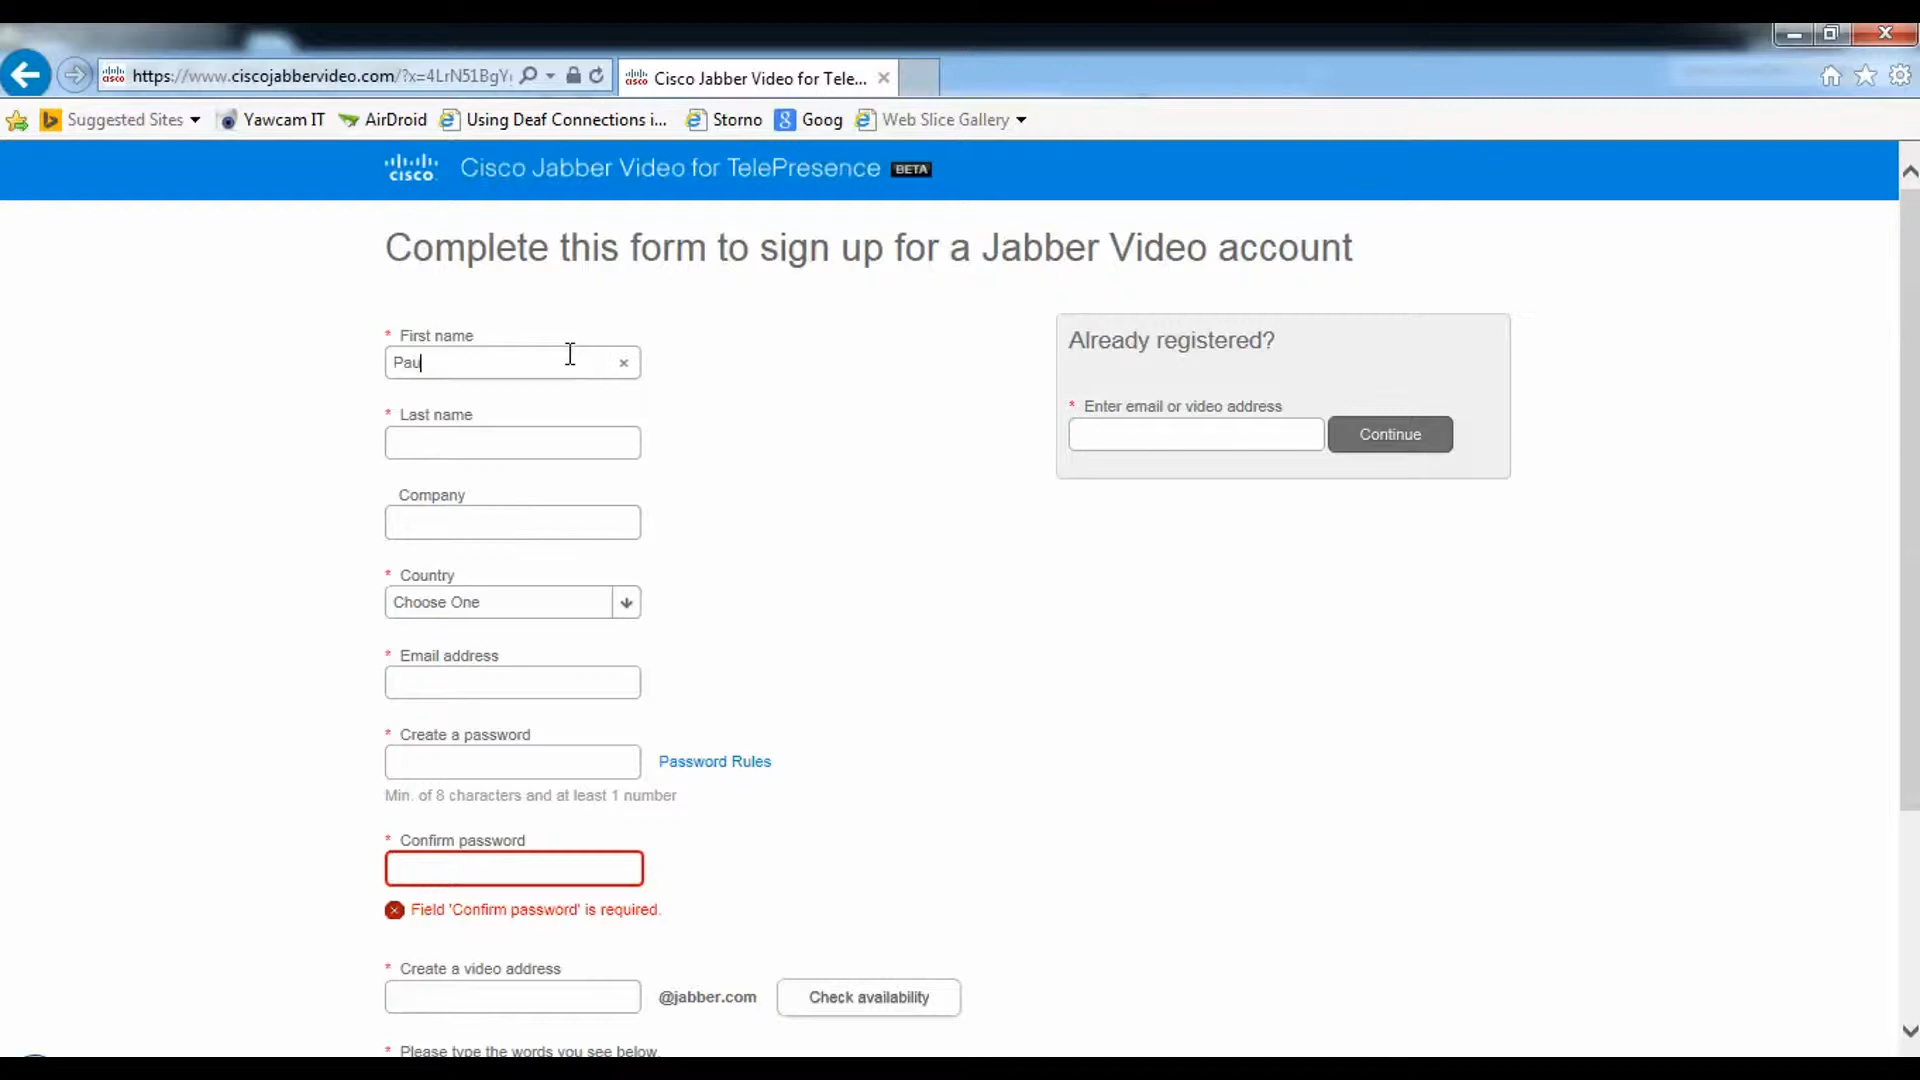 https://www.ciscojabbervideo.com/?x=4LrN51BgY
Cisco Jabber Video for Tele...
Suggested Sites
Yawcam IT
AirDroid
Using Deaf Connections i...
Storno
Goog
Web Slice Gallery
cisco
Cisco Jabber Video for TelePresence BETA
Complete this form to sign up for a Jabber Video account
* First name
Pau
* Last name
Company
* Country
Choose One
* Email address
* Create a password
Password Rules
Min. of 8 characters and at least 1 number
* Confirm password
Field 'Confirm password' is required.
* Create a video address
@jabber.com
Check availability
* Please type the words you see below.
Already registered?
* Enter email or video address
Continue